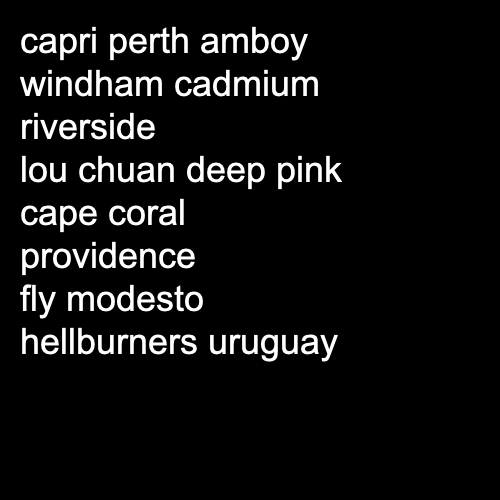 capri perth amboy
windham cadmium
riverside
lou chuan deep pink
cape coral
providence
fly modesto
hellburners uruguay